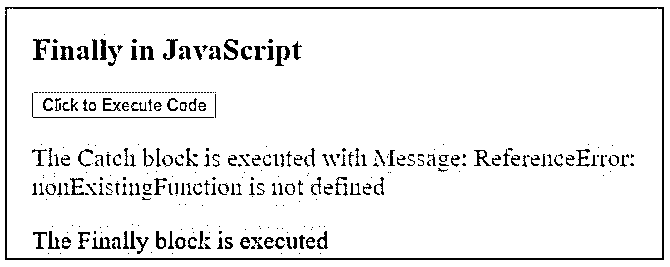 Finally in JavaScript
Click to Execute Code
The Catch block is executed with Message: ReferenceError:
nonExistingFunction is not defined
The Finally block is executed